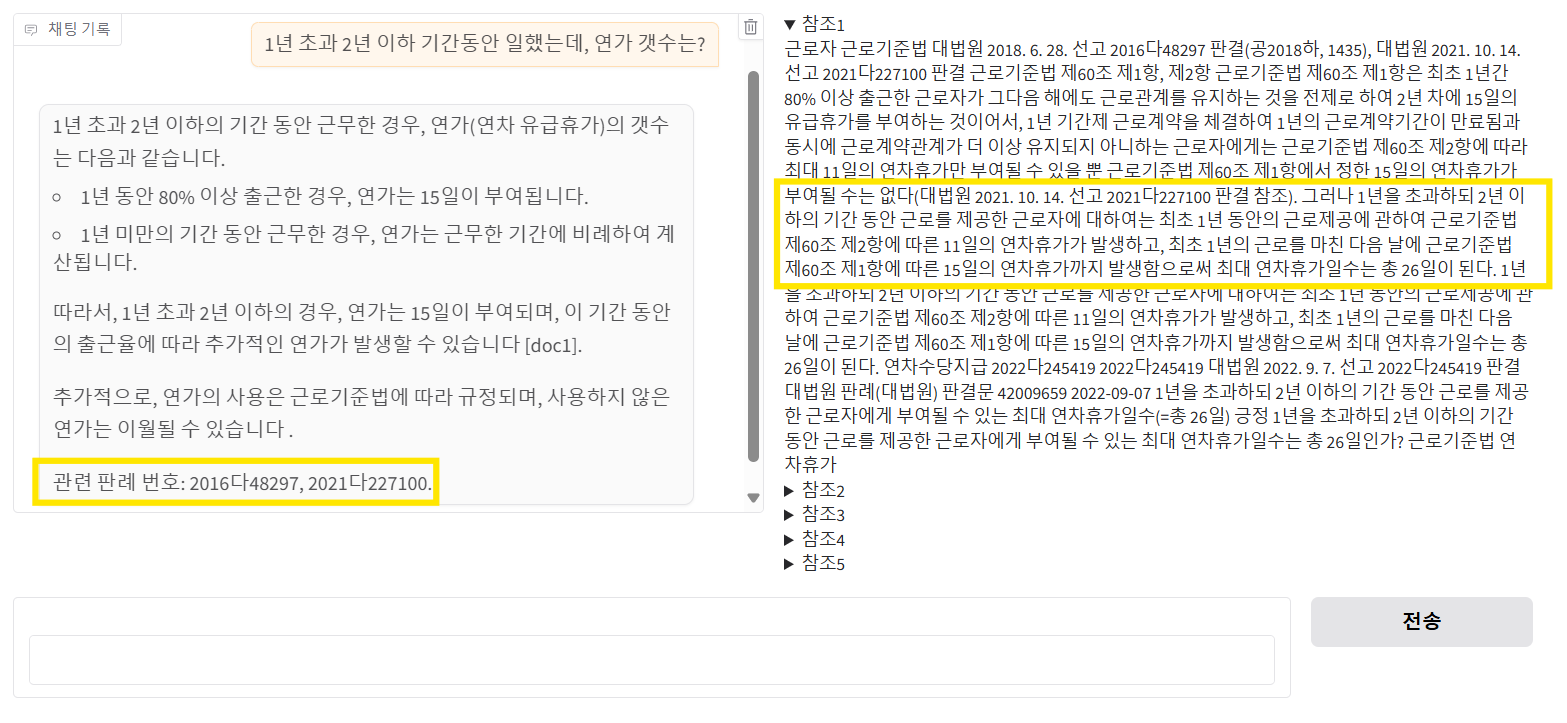 채팅 기록
1년 초과 2년 이하 기간동안 일했는데, 연가 갯수는?
1년 초과 2년 이하의 기간 동안 근무한 경우, 연가(연차 유급휴가)의 갯수
는 다음과 같습니다.
1년 동안 80% 이상 출근한 경우, 연가는 15일이 부여됩니다.
1년 미만의 기간 동안 근무한 경우, 연가는 근무한 기간에 비례하여 계
산됩니다.
따라서, 1년 초과 2년 이하의 경우, 연가는 15일이 부여되며, 이 기간 동안
의 출근율에 따라 추가적인 연가가 발생할 수 있습니다 [doc1].
추가적으로, 연가의 사용은 근로기준법에 따라 규정되며, 사용하지 않은
연가는 이월될 수 있습니다 .
관련 판례 번호: 2016다48297, 2021다227100.
▼ 참조1
근로자 근로기준법 대법원 2018. 6. 28. 선고 2016다48297 판결(공2018하, 1435), 대법원 2021. 10. 14.
선고 2021다227100 판결 근로기준법 제60조 제1항, 제2항 근로기준법 제60조 제1항은 최초 1년간
80% 이상 출근한 근로자가 그다음 해에도 근로관계를 유지하는 것을 전제로 하여 2년 차에 15일의
유급휴가를 부여하는 것이어서, 1년 기간제 근로계약을 체결하여 1년의 근로계약기간이 만료됨과
동시에 근로계약관계가 더 이상 유지되지 아니하는 근로자에게는 근로기준법 제60조 제2항에 따라
최대 11일의 연차휴가만 부여될 수 있을 뿐 근로기준법 제60조 제1항에서 정한 15일의 연차휴가가
부여될 수는 없다(대법원 2021. 10. 14. 선고 2021다227100 판결 참조). 그러나 1년을 초과하되 2년 이
하의 기간 동안 근로를 제공한 근로자에 대하여는 최초 1년 동안의 근로제공에 관하여 근로기준법
제60조 제2항에 따른 11일의 연차휴가가 발생하고, 최초 1년의 근로를 마친 다음 날에 근로기준법
제60조 제1항에 따른 15일의 연차휴가까지 발생함으로써 최대 연차휴가일수는 총 26일이 된다. 1년
을 초과하되 2년 이하의 기간 동안 근로를 제공한 근로자에 대하여는 최초 1년 동안의 근로제공에 관
하여 근로기준법 제60조 제2항에 따른 11일의 연차휴가가 발생하고, 최초 1년의 근로를 마친 다음
날에 근로기준법 제60조 제1항에 따른 15일의 연차휴가까지 발생함으로써 최대 연차휴가일수는 총
26일이 된다. 연차수당지급 2022다245419 2022다245419 대법원 2022. 9. 7. 선고 2022다245419 판결
대법원 판례(대법원) 판결문 42009659 2022-09-07 1년을 초과하되 2년 이하의 기간 동안 근로를 제공
한 근로자에게 부여될 수 있는 최대 연차휴가일수(=총 26일) 긍정 1년을 초과하되 2년 이하의 기간
동안 근로를 제공한 근로자에게 부여될 수 있는 최대 연차휴가일수는 총 26일인가? 근로기준법 연
차휴가
▶ 참조2
▶ 참조3
▶ 참조4
▶ 참조5
전송